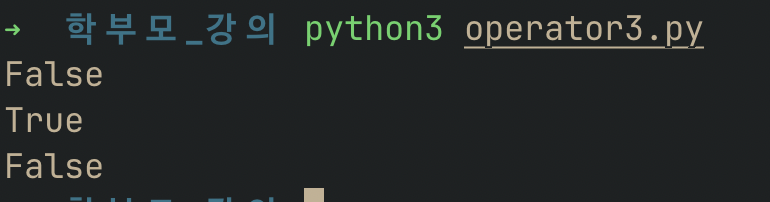 → 학부모_강의 python3 operator3.py
False
True
False